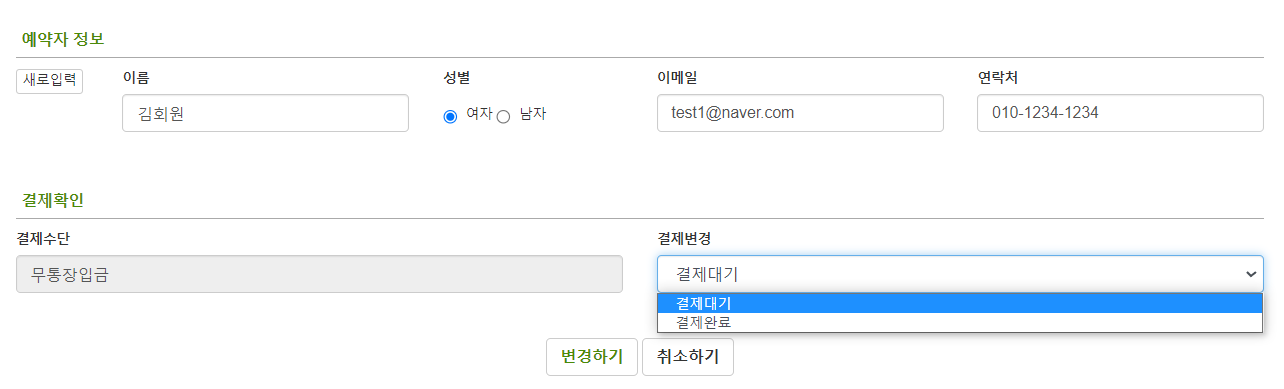 예약자 정보
새로입력 이름 성별 이메일 연락처
김회원 여자 남자 test1@naver.com 010-1234-1234
결제확인
결제수단 결제변경
무통장입금 결제대기
결제대기
결제완료
변경하기 취소하기